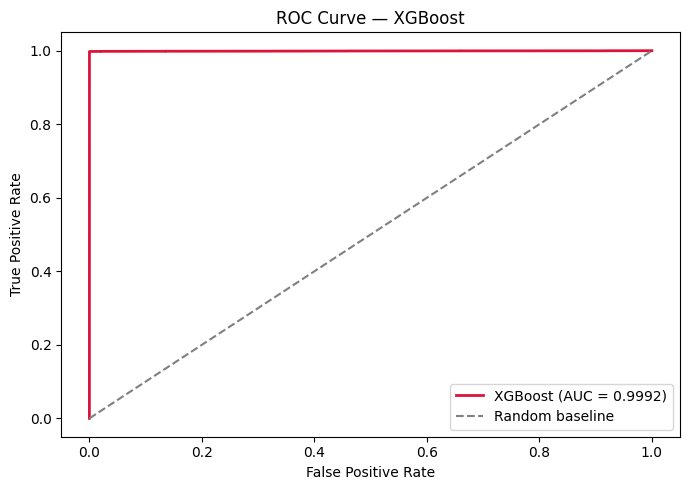 ROC Curve — XGBoost
True Positive Rate
1.0
0.8
0.6
0.4
0.2
0.0
XGBoost (AUC = 0.9992)
Random baseline
0.0 0.2 0.4 0.6 0.8 1.0
False Positive Rate